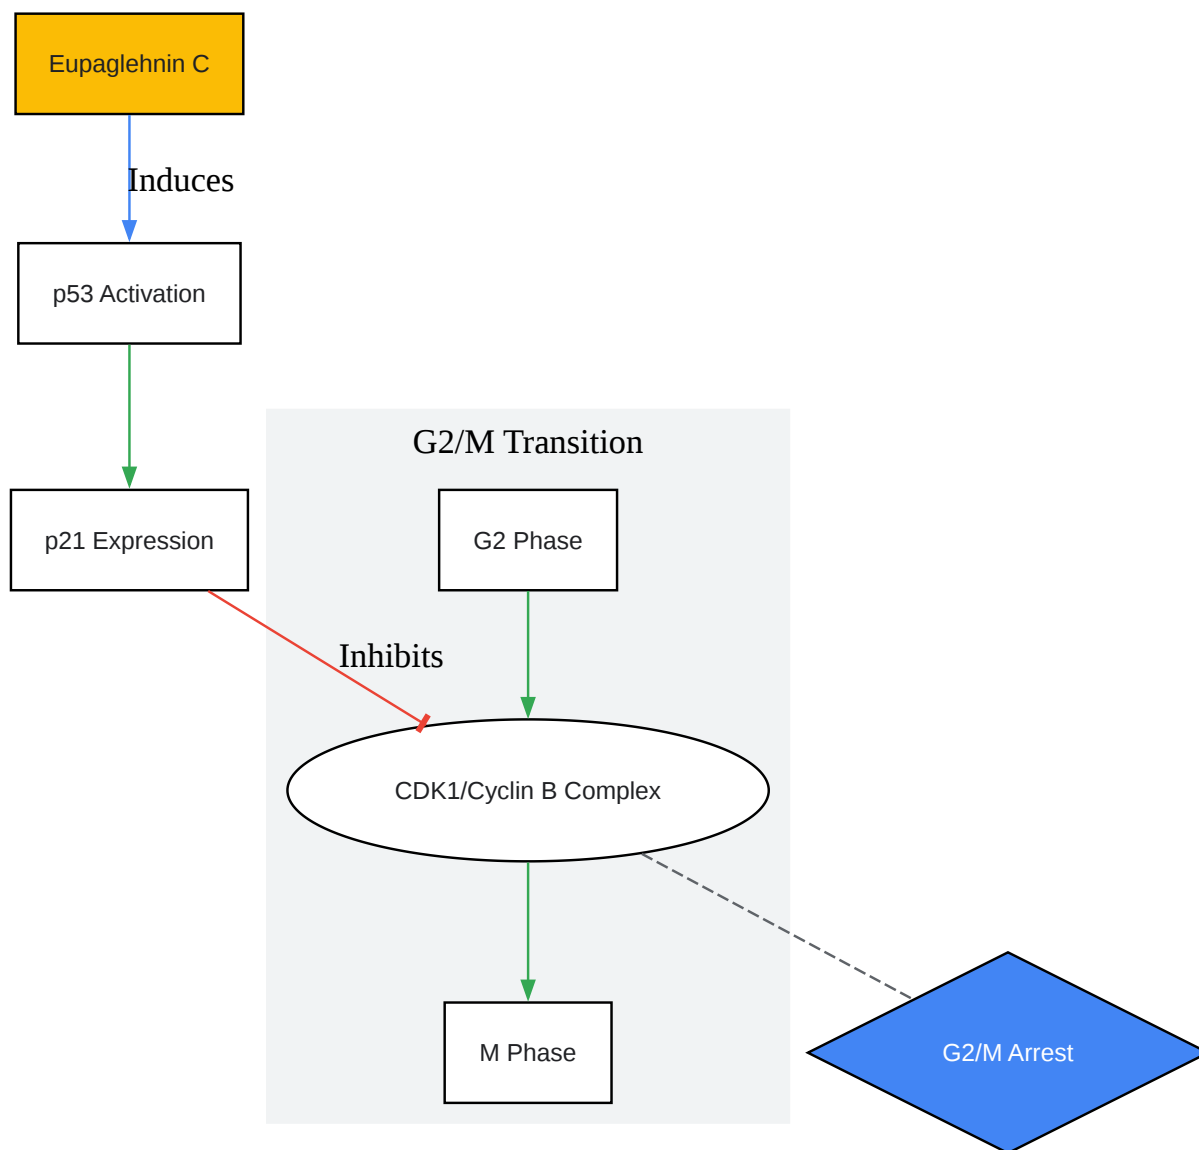 Eupaglehnin C
Induces
p53 Activation
G2/M Transition
p21 Expression
G2 Phase
Inhibits
CDK1/Cyclin B Complex
M Phase
G2/M Arrest